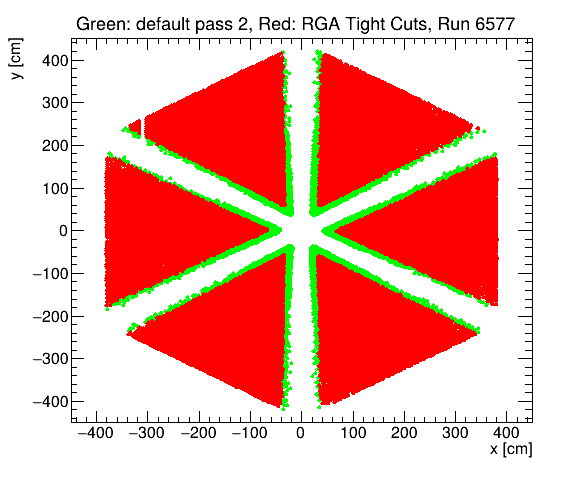 Green: default pass 2, Red: RGA Tight Cuts, Run 6577
y [cm]
400
300
200
100
0
−100
−200
−300
−400
−400 −300 −200 −100 0 100 200 300 400
x [cm]